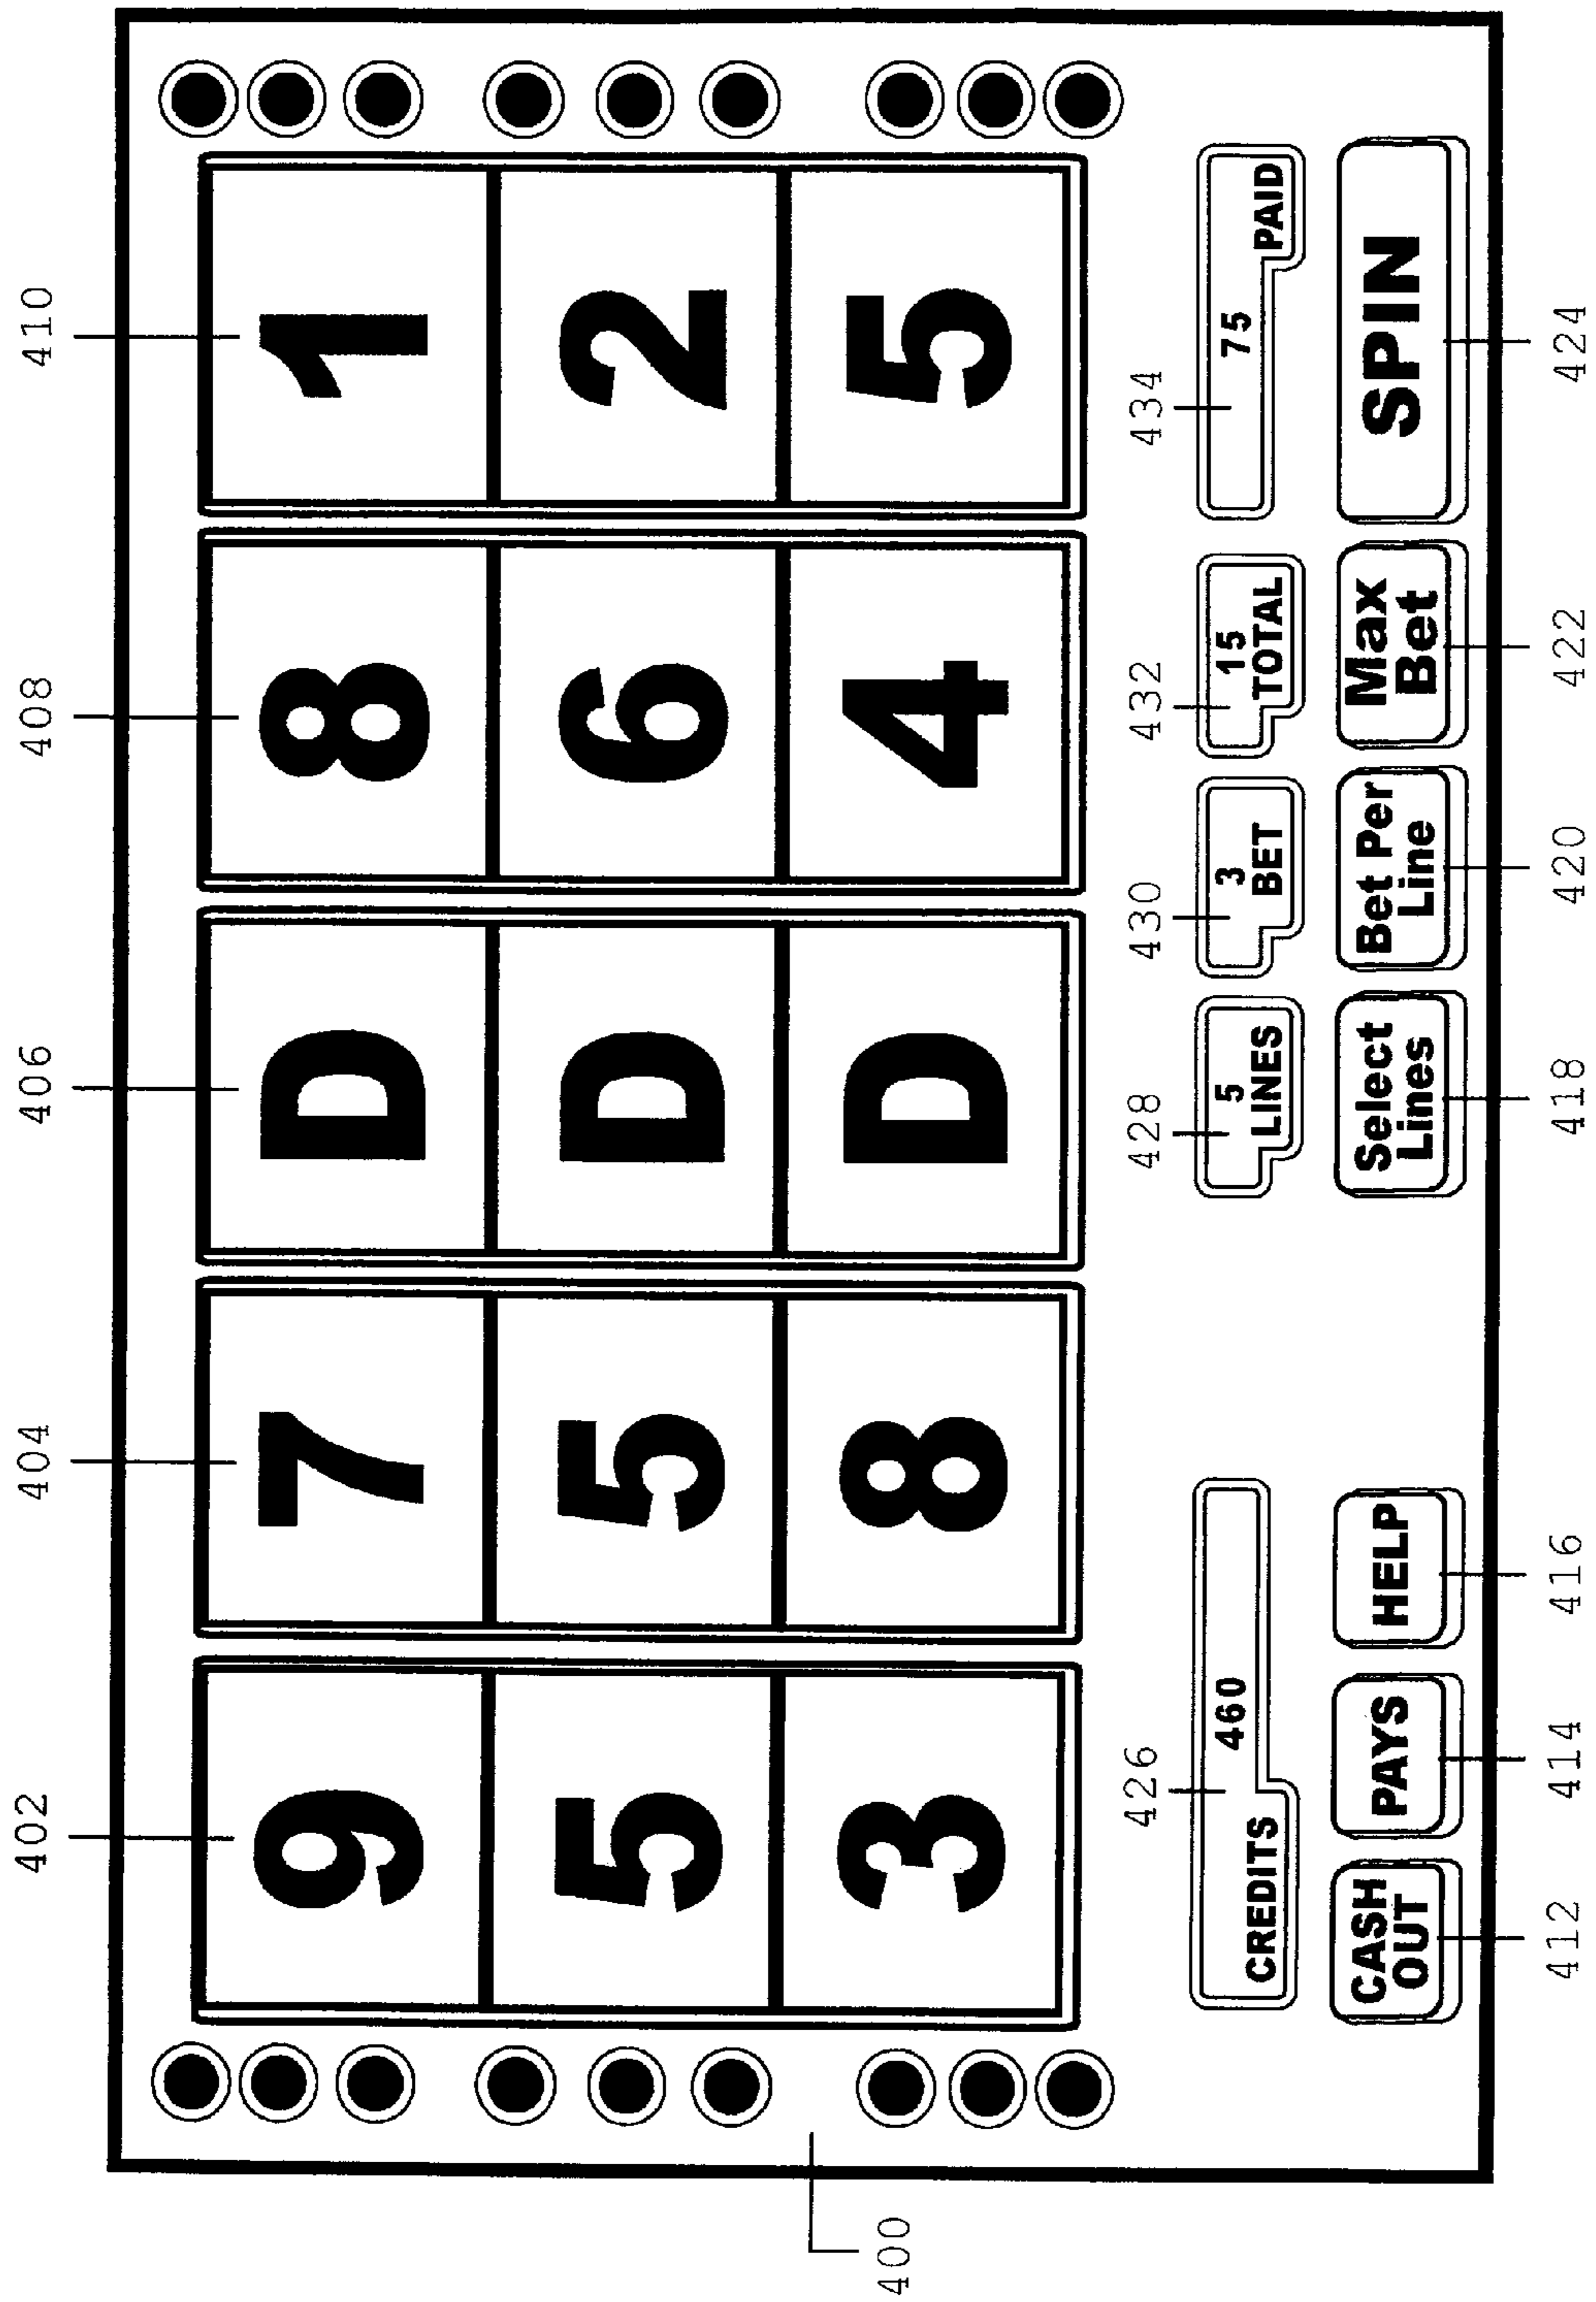 402 404 406 408 410
9 7 D 8 1
5 5 D 6 2
3 8 D 4 5
426 428 430 432 434
460 5 3 15 75
CREDITS LINES BET TOTAL PAID
CASH OUT
PAYS
HELP
Select Lines
Bet Per Line
Max Bet
SPIN
412 414 416 418 420 422 424
400